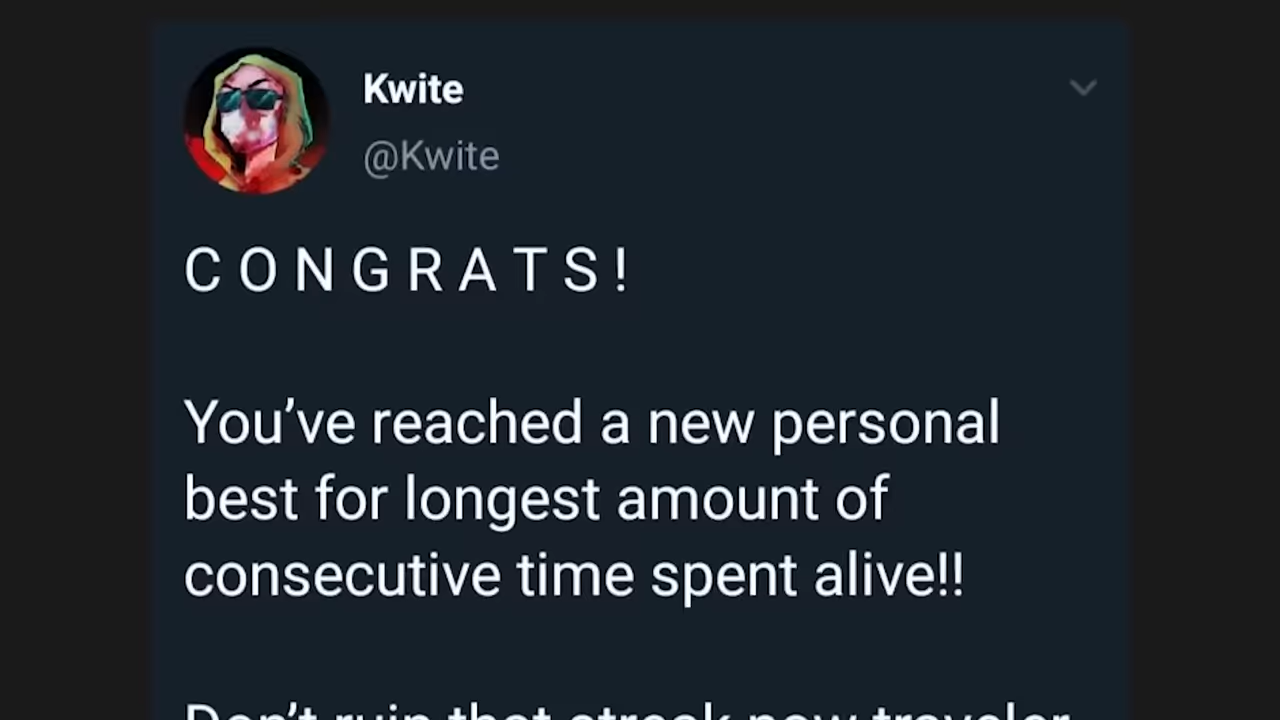 Kwite
@Kwite
C O N G R A T S !
You’ve reached a new personal
best for longest amount of
consecutive time spent alive!!
Don’t ruin that streak now traveler